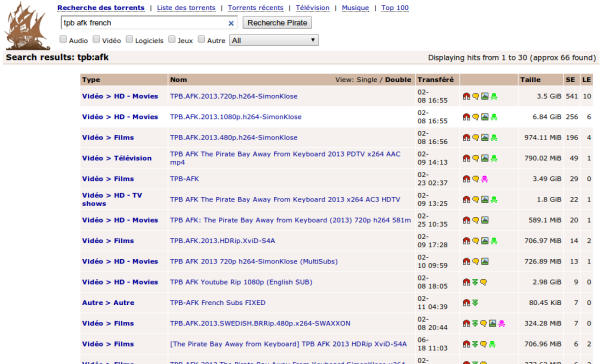 Recherche des torrents | Liste des torrents | Torrents récents | Télévision | Musique | Top 100
tpb afk french × Recherche Pirate
Audio Vidéo Logiciels Jeux Autre All
Search results: tpb:afk Displaying hits from 1 to 30 (approx 66 found)
Type Nom View: Single / Double Transféré Taille SE LE
Vidéo > HD - Movies TPB.AFK.2013.720p.h264-SimonKlose 02-08 16:55 3.5 GiB 541 10
Vidéo > HD - Movies TPB.AFK.2013.1080p.h264-SimonKlose 02-08 16:55 6.84 GiB 256 6
Vidéo > Films TPB.AFK.2013.480p.h264-SimonKlose 02-08 16:56 974.11 MiB 196 4
Vidéo > Télévision TPB AFK The Pirate Bay Away From Keyboard 2013 PDTV x264 AAC mp4 02-09 14:13 790.02 MiB 49 1
Vidéo > Films TPB-AFK 02-23 02:37 3.49 GiB 29 0
Vidéo > HD - TV shows TPB AFK The Pirate Bay Away From Keyboard 2013 x264 AC3 HDTV 02-09 13:25 1.8 GiB 22 1
Vidéo > HD - Movies TPB AFK: The Pirate Bay Away from Keyboard (2013) 720p h264 581m 02-25 10:35 589.1 MiB 20 1
Vidéo > Films TPB.AFK.2013.HDRip.XviD-S4A 02-09 17:28 706.97 MiB 14 2
Vidéo > HD - Movies TPB AFK 2013 720p h264-SimonKlose (MultiSubs) 02-10 09:59 726.89 MiB 13 1
Vidéo > HD - Movies TPB AFK Youtube Rip 1080p (English SUB) 02-08 18:05 2.98 GiB 9 0
Autre > Autre TPB-AFK French Subs FIXED 02-11 04:39 80.45 KiB 7 0
Vidéo > Films TPB.AFK.2013.SWEDISH.BRRip.480p.x264-SWAXXON 02-08 20:44 324.28 MiB 7 0
Vidéo > Films [The Pirate Bay Away From Keyboard] TPB AFK 2013 HDRip XviD-S4A 06-18 11:03 706.96 MiB 6 2